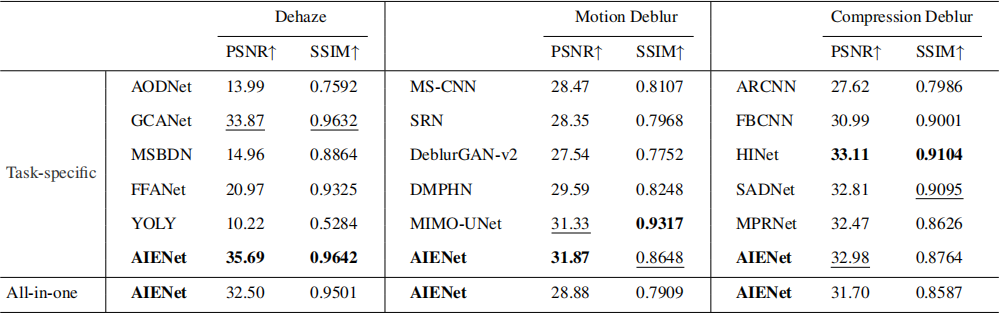 Dehaze Motion Deblur Compression Deblur
PSNR↑ SSIM↑ PSNR↑ SSIM↑ PSNR↑ SSIM↑
AODNet 13.99 0.7592 MS-CNN 28.47 0.8107 ARCNN 27.62 0.7986
GCANet 33.87 0.9632 SRN 28.35 0.7968 FBCNN 30.99 0.9001
MSBDN 14.96 0.8864 DeblurGAN-v2 27.54 0.7752 HINet 33.11 0.9104
Task-specific
FFANet 20.97 0.9325 DMPHN 29.59 0.8248 SADNet 32.81 0.9095
YOLY 10.22 0.5284 MIMO-UNet 31.33 0.9317 MPRNet 32.47 0.8626
AIENet 35.69 0.9642 AIENet 31.87 0.8648 AIENet 32.98 0.8764
All-in-one AIENet 32.50 0.9501 AIENet 28.88 0.7909 AIENet 31.70 0.8587